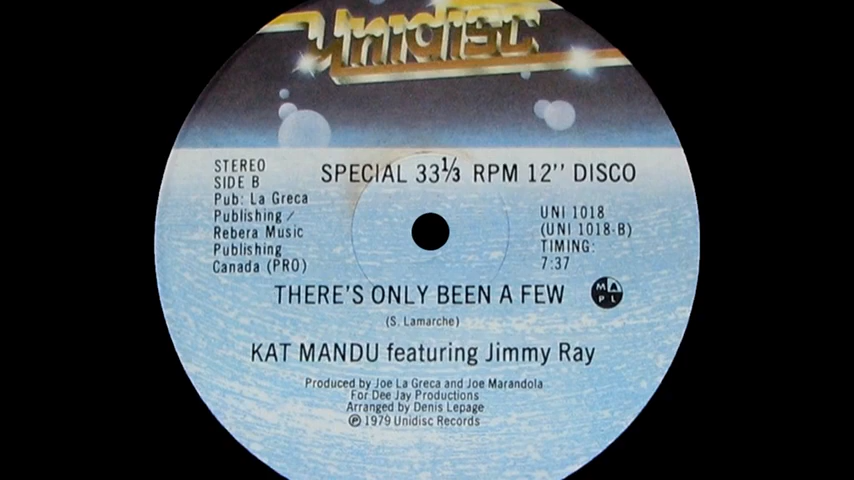 Unidisc
STEREO
SIDE B
Pub: La Greca
Publishing /
Rebera Music
Publishing
Canada (PRO)
SPECIAL 33⅓ RPM 12" DISCO
UNI 1018
(UNI 1018-B)
TIMING:
7:37
THERE'S ONLY BEEN A FEW
M A
P L
(S. Lamarche)
KAT MANDU featuring Jimmy Ray
Produced by Joe La Greca and Joe Marandola
For Dee Jay Productions
Arranged by Denis Lepage
℗ 1979 Unidisc Records